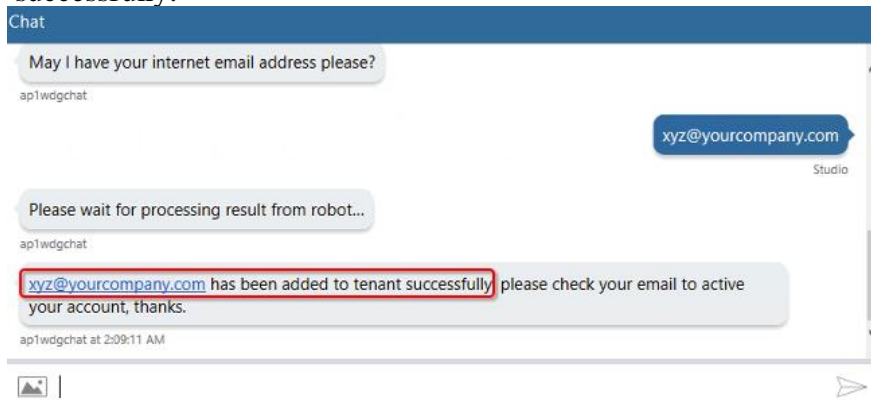 successfully.
Chat
May I have your internet email address please?
ap1wdgchat
xyz@yourcompany.com
Studio
Please wait for processing result from robot...
ap1wdgchat
xyz@yourcompany.com has been added to tenant successfully, please check your email to active
your account, thanks.
ap1wdgchat at 2:09:11 AM